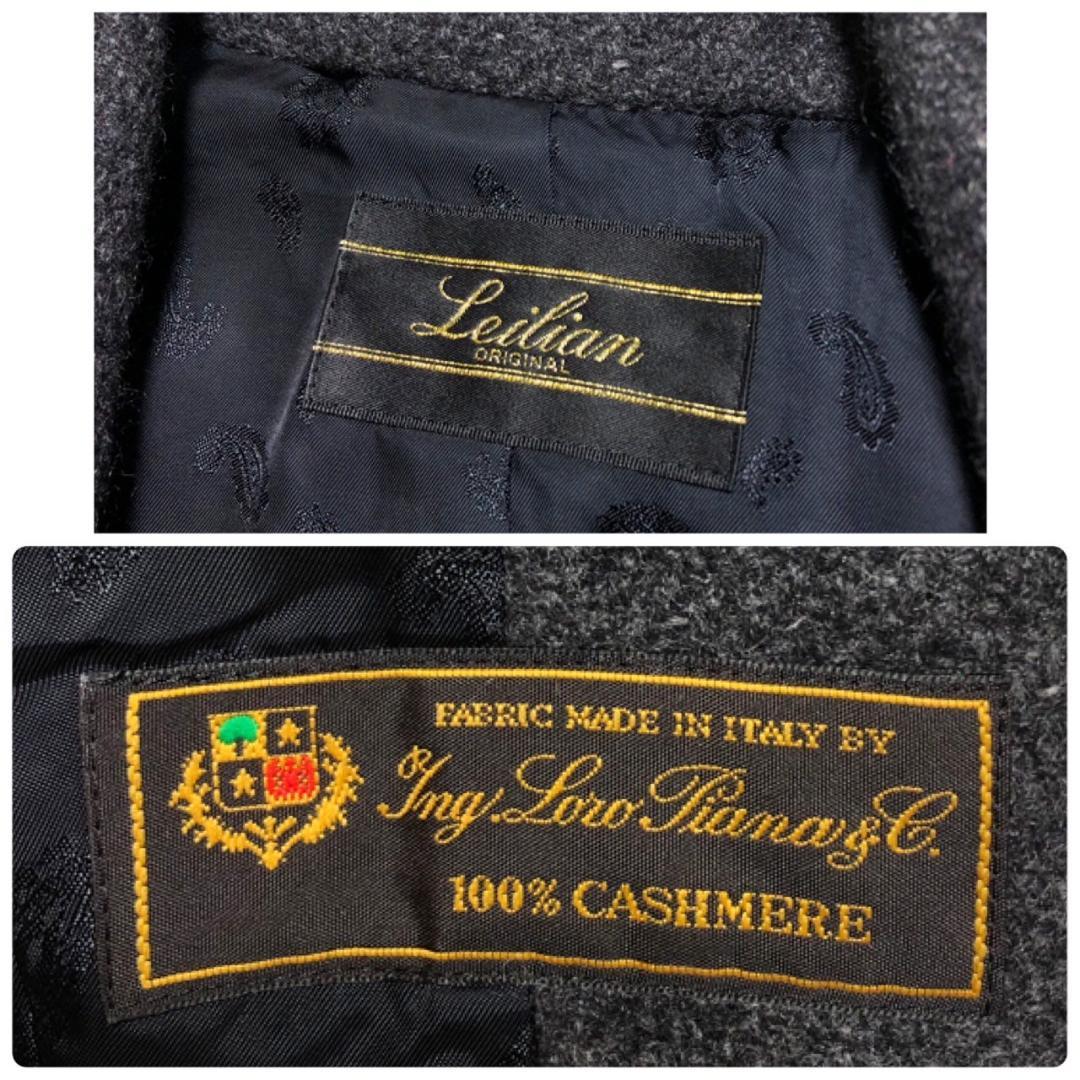 Leilian
ORIGINAL
FABRIC MADE IN ITALY BY
Ing. Loro Piana & C.
100% CASHMERE